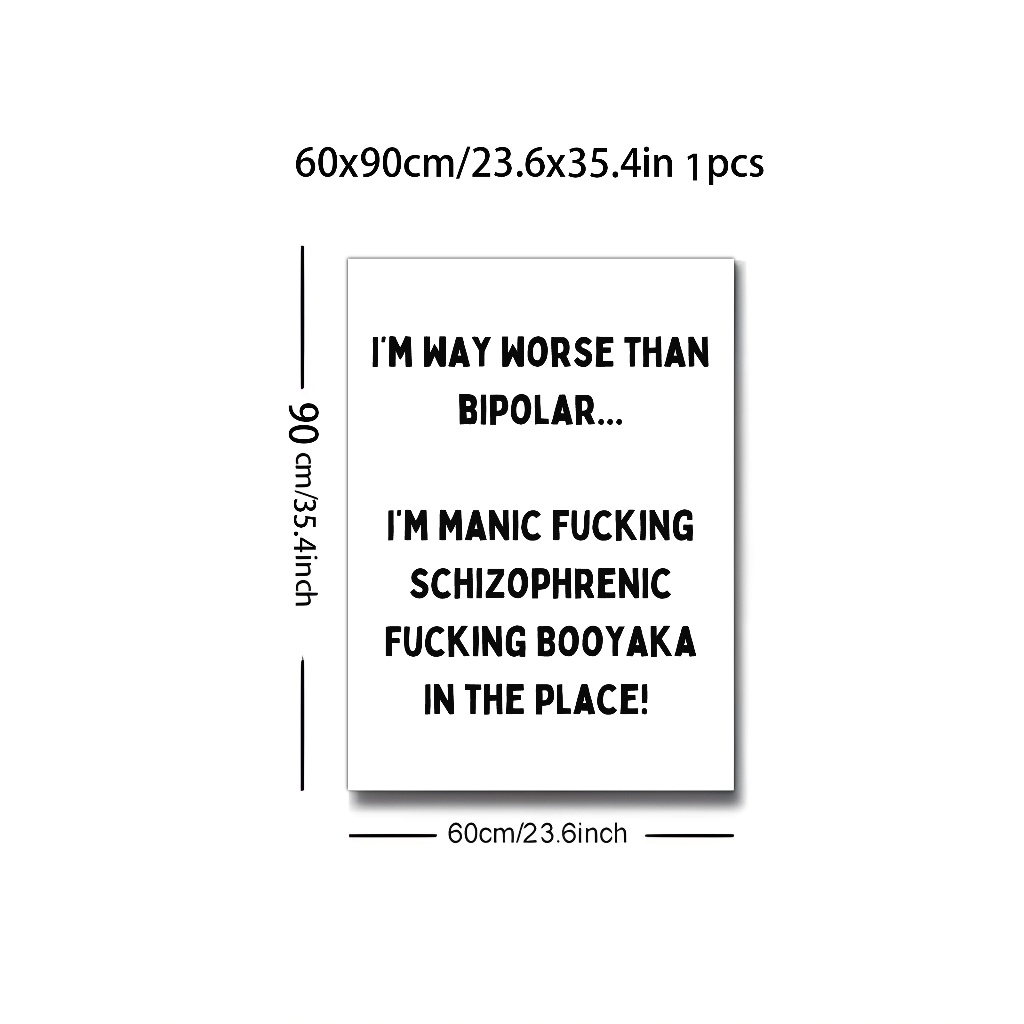 60x90cm/23.6x35.4in 1pcs
I'M WAY WORSE THAN
BIPOLAR...
I'M MANIC FUCKING
SCHIZOPHRENIC
FUCKING BOOYAKA
IN THE PLACE!
90 cm/35.4inch
60cm/23.6inch